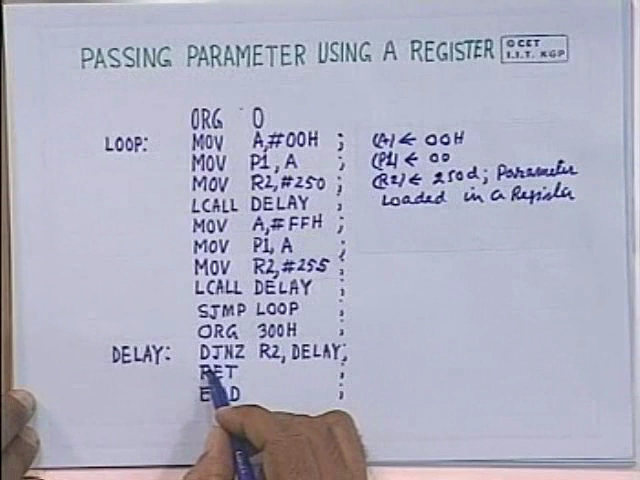 PASSING PARAMETER USING A REGISTER
© CET
I.I.T. KGP
ORG 0
LOOP: MOV A,#00H ; (A) ← 00H
MOV P1, A ; (P1) ← 00
MOV R2,#250 ; (R2) ← 250d; Parameter
LCALL DELAY ; Loaded in a Register
MOV A,#FFH ;
MOV P1, A ;
MOV R2,#255 ;
LCALL DELAY ;
SJMP LOOP ;
ORG 300H ;
DELAY: DJNZ R2, DELAY;
RET ;
END ;